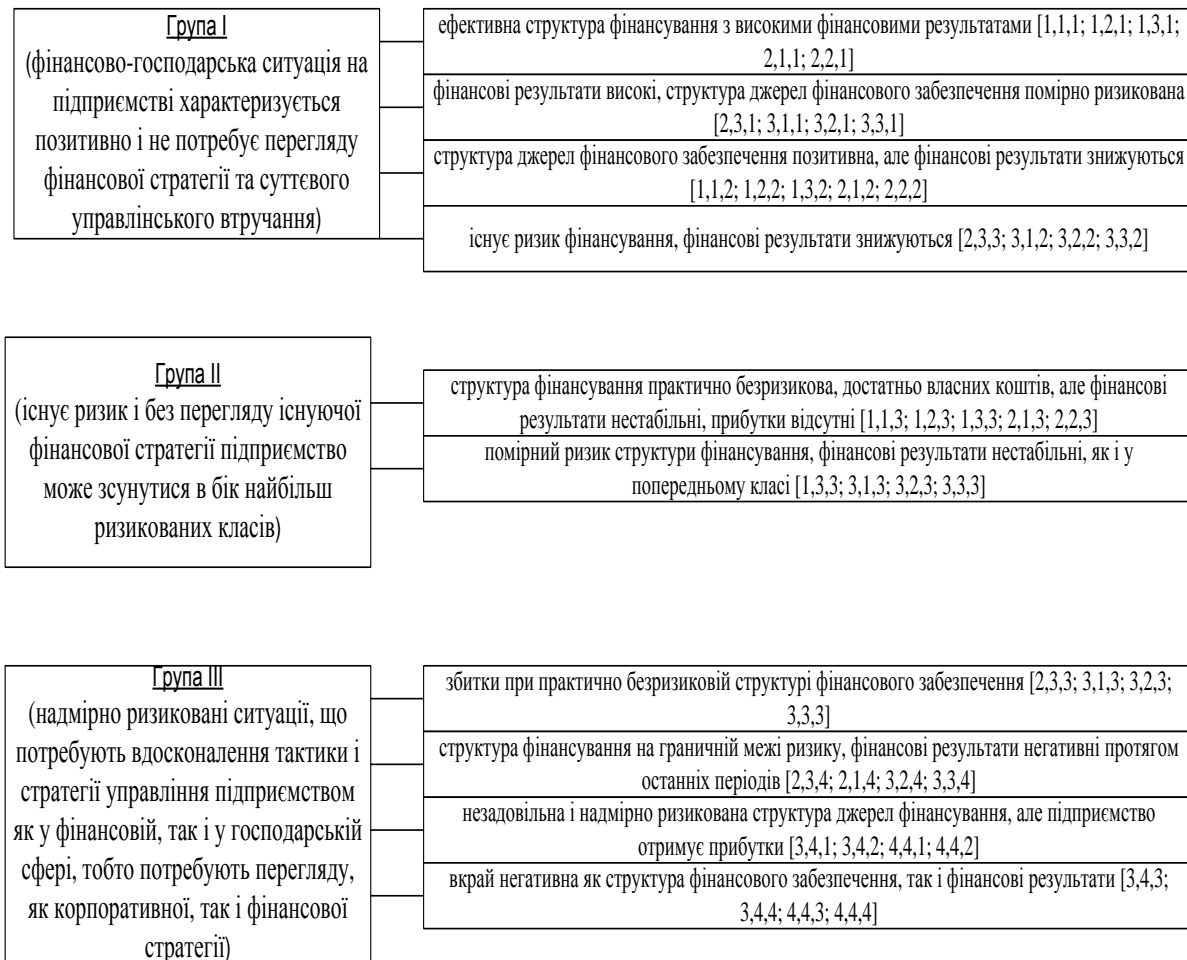 Група I
(фінансово-господарська ситуація на
підприємстві характеризується
позитивно і не потребує перегляду
фінансової стратегії та суттєвого
управлінського втручання)
ефективна структура фінансування з високими фінансовими результатами [1,1,1; 1,2,1; 1,3,1;
2,1,1; 2,2,1]
фінансові результати високі, структура джерел фінансового забезпечення помірно ризикована
[2,3,1; 3,1,1; 3,2,1; 3,3,1]
структура джерел фінансового забезпечення позитивна, але фінансові результати знижуються
[1,1,2; 1,2,2; 1,3,2; 2,1,2; 2,2,2]
існує ризик фінансування, фінансові результати знижуються [2,3,3; 3,1,2; 3,2,2; 3,3,2]
Група II
(існує ризик і без перегляду існуючої
фінансової стратегії підприємство
може зсунутися в бік найбільш
ризикованих класів)
структура фінансування практично безризикова, достатньо власних коштів, але фінансові
результати нестабільні, прибутки відсутні [1,1,3; 1,2,3; 1,3,3; 2,1,3; 2,2,3]
помірний ризик структури фінансування, фінансові результати нестабільні, як і у
попередньому класі [1,3,3; 3,1,3; 3,2,3; 3,3,3]
Група III
(надмірно ризиковані ситуації, що
потребують вдосконалення тактики і
стратегії управління підприємством
як у фінансовій, так і у господарській
сфері, тобто потребують перегляду,
як корпоративної, так і фінансової
стратегії)
збитки при практично безризиковій структурі фінансового забезпечення [2,3,3; 3,1,3; 3,2,3;
3,3,3]
структура фінансування на граничній межі ризику, фінансові результати негативні протягом
останніх періодів [2,3,4; 2,1,4; 3,2,4; 3,3,4]
незадовільна і надмірно ризикована структура джерел фінансування, але підприємство
отримує прибутки [3,4,1; 3,4,2; 4,4,1; 4,4,2]
вкрай негативна як структура фінансового забезпечення, так і фінансові результати [3,4,3;
3,4,4; 4,4,3; 4,4,4]